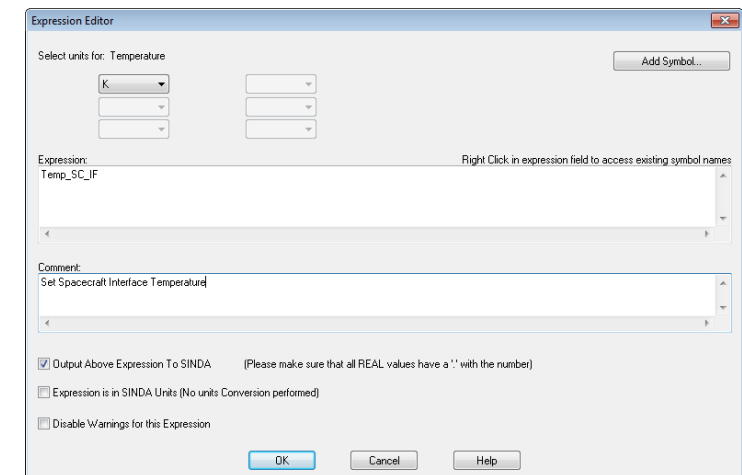 Expression Editor
Select units for: Temperature
Add Symbol...
K
Expression:
Right Click in expression field to access existing symbol names
Temp_SC_IF
Comment:
Set Spacecraft Interface Temperature
Output Above Expression To SINDA
(Please make sure that all REAL values have a '.' with the number)
Expression is in SINDA Units (No units Conversion performed)
Disable Warnings for this Expression
OK
Cancel
Help